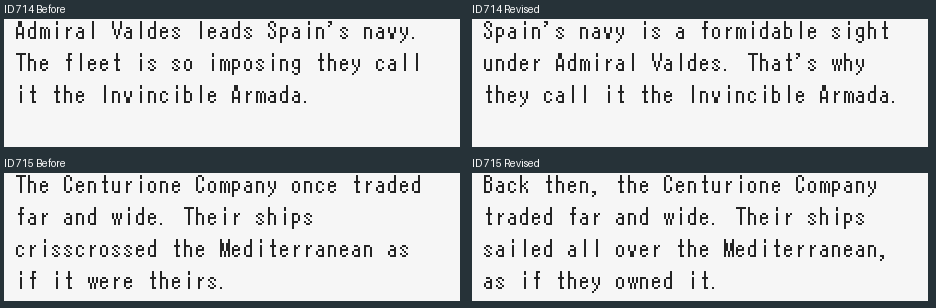 ID714 Before
Admiral Valdes leads Spain's navy.
The fleet is so imposing they call
it the Invincible Armada.
ID714 Revised
Spain's navy is a formidable sight
under Admiral Valdes. That's why
they call it the Invincible Armada.
ID715 Before
The Centurione Company once traded
far and wide. Their ships
crisscrossed the Mediterranean as
if it were theirs.
ID715 Revised
Back then, the Centurione Company
traded far and wide. Their ships
sailed all over the Mediterranean,
as if they owned it.